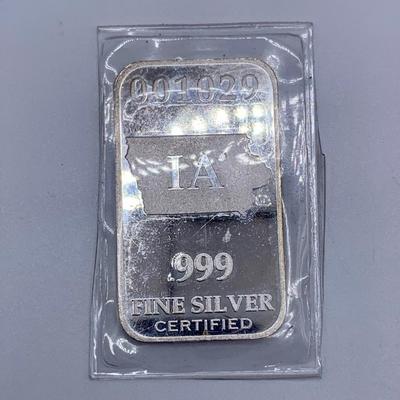 001029
IA
.999
FINE SILVER
CERTIFIED